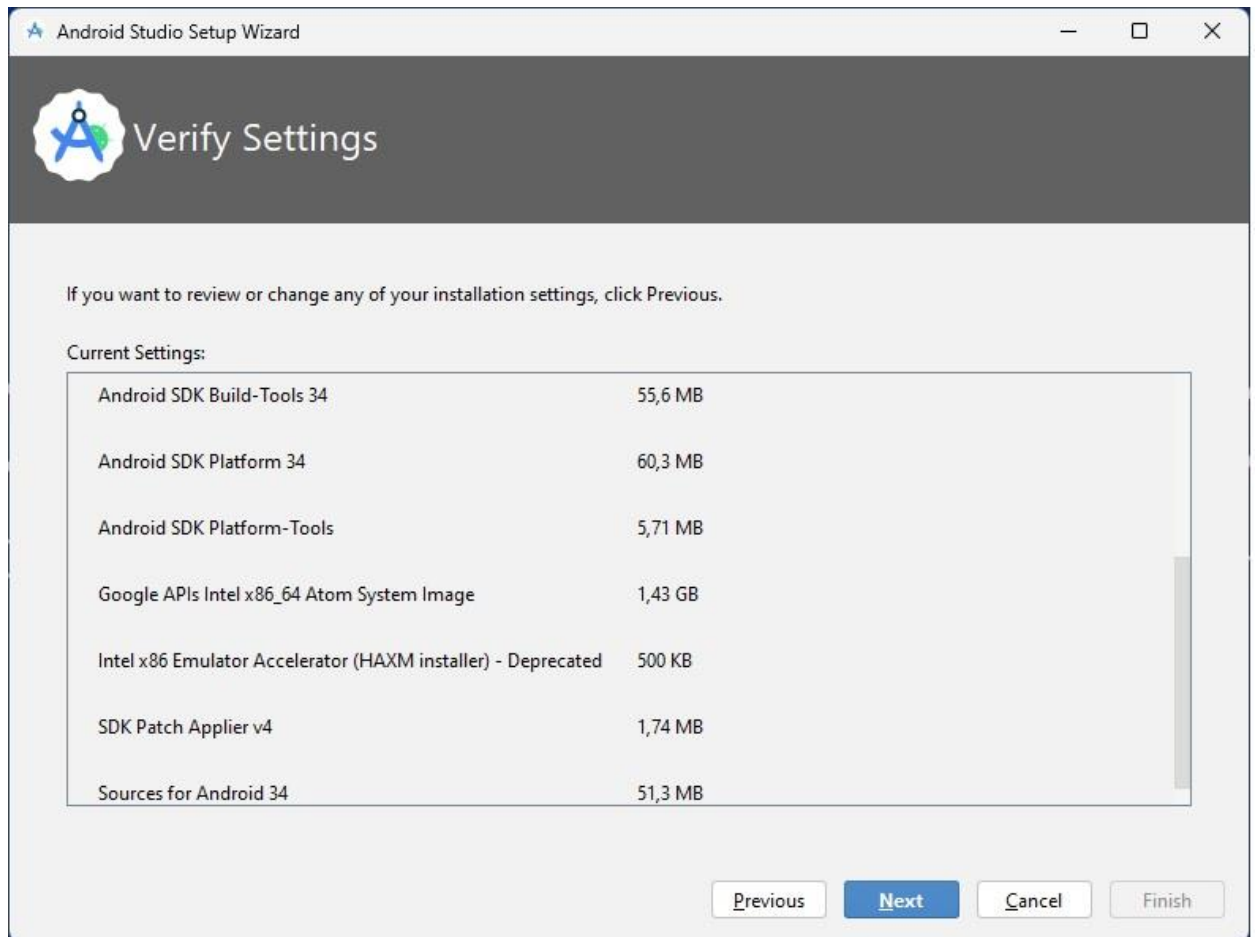 Android Studio Setup Wizard
Verify Settings
If you want to review or change any of your installation settings, click Previous.
Current Settings:
Android SDK Build-Tools 34 55,6 MB
Android SDK Platform 34 60,3 MB
Android SDK Platform-Tools 5,71 MB
Google APIs Intel x86_64 Atom System Image 1,43 GB
Intel x86 Emulator Accelerator (HAXM installer) - Deprecated 500 KB
SDK Patch Applier v4 1,74 MB
Sources for Android 34 51,3 MB
Previous Next Cancel Finish